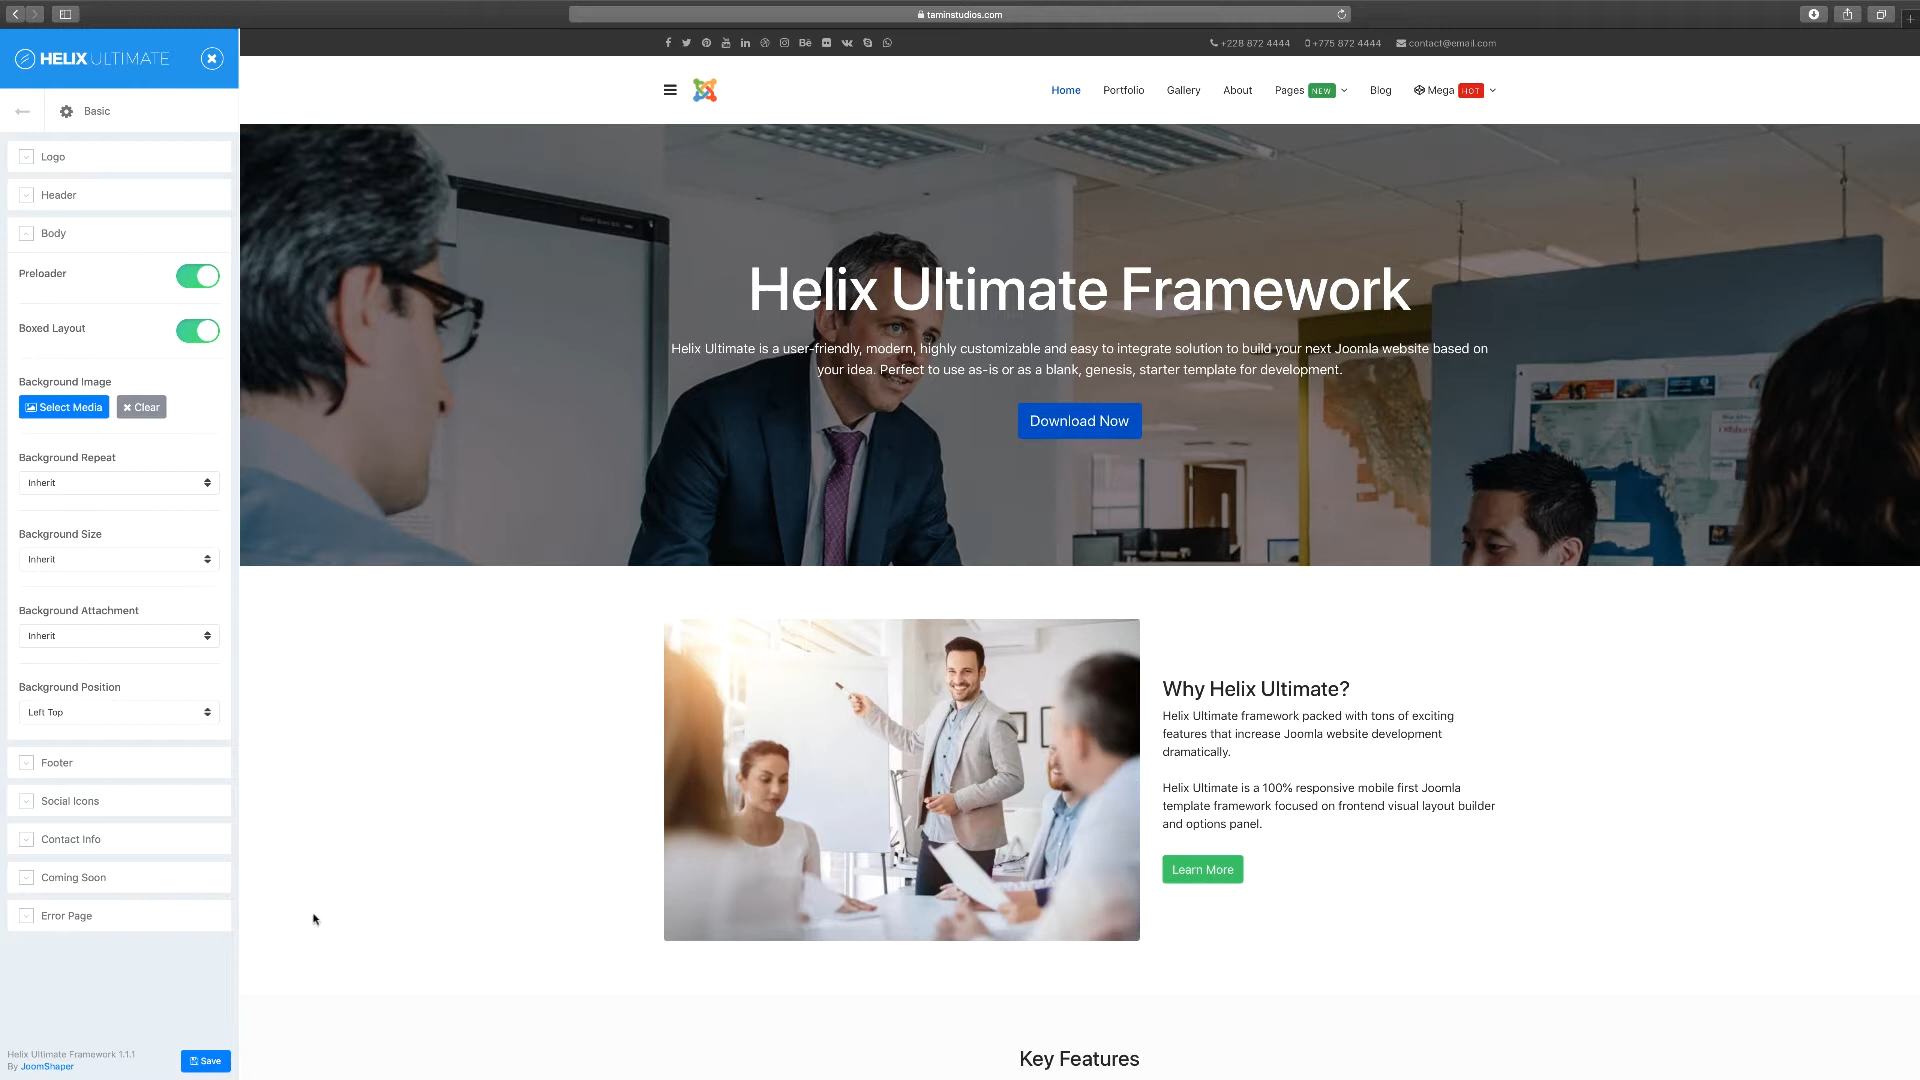 taminstudios.com
HELIX ULTIMATE
Basic
Logo
Header
Body
Preloader
Boxed Layout
Background Image
Select Media
Clear
Background Repeat
Inherit
Background Size
Inherit
Background Attachment
Inherit
Background Position
Left Top
Footer
Social Icons
Contact Info
Coming Soon
Error Page
Helix Ultimate Framework 1.1.1
By JoomShaper
Save
+228 872 4444
+775 872 4444
contact@email.com
Home
Portfolio
Gallery
About
Pages NEW
Blog
Mega HOT
Helix Ultimate Framework
Helix Ultimate is a user-friendly, modern, highly customizable and easy to integrate solution to build your next Joomla website based on
your idea. Perfect to use as-is or as a blank, genesis, starter template for development.
Download Now
Why Helix Ultimate?
Helix Ultimate framework packed with tons of exciting
features that increase Joomla website development
dramatically.
Helix Ultimate is a 100% responsive mobile first Joomla
template framework focused on frontend visual layout builder
and options panel.
Learn More
Key Features